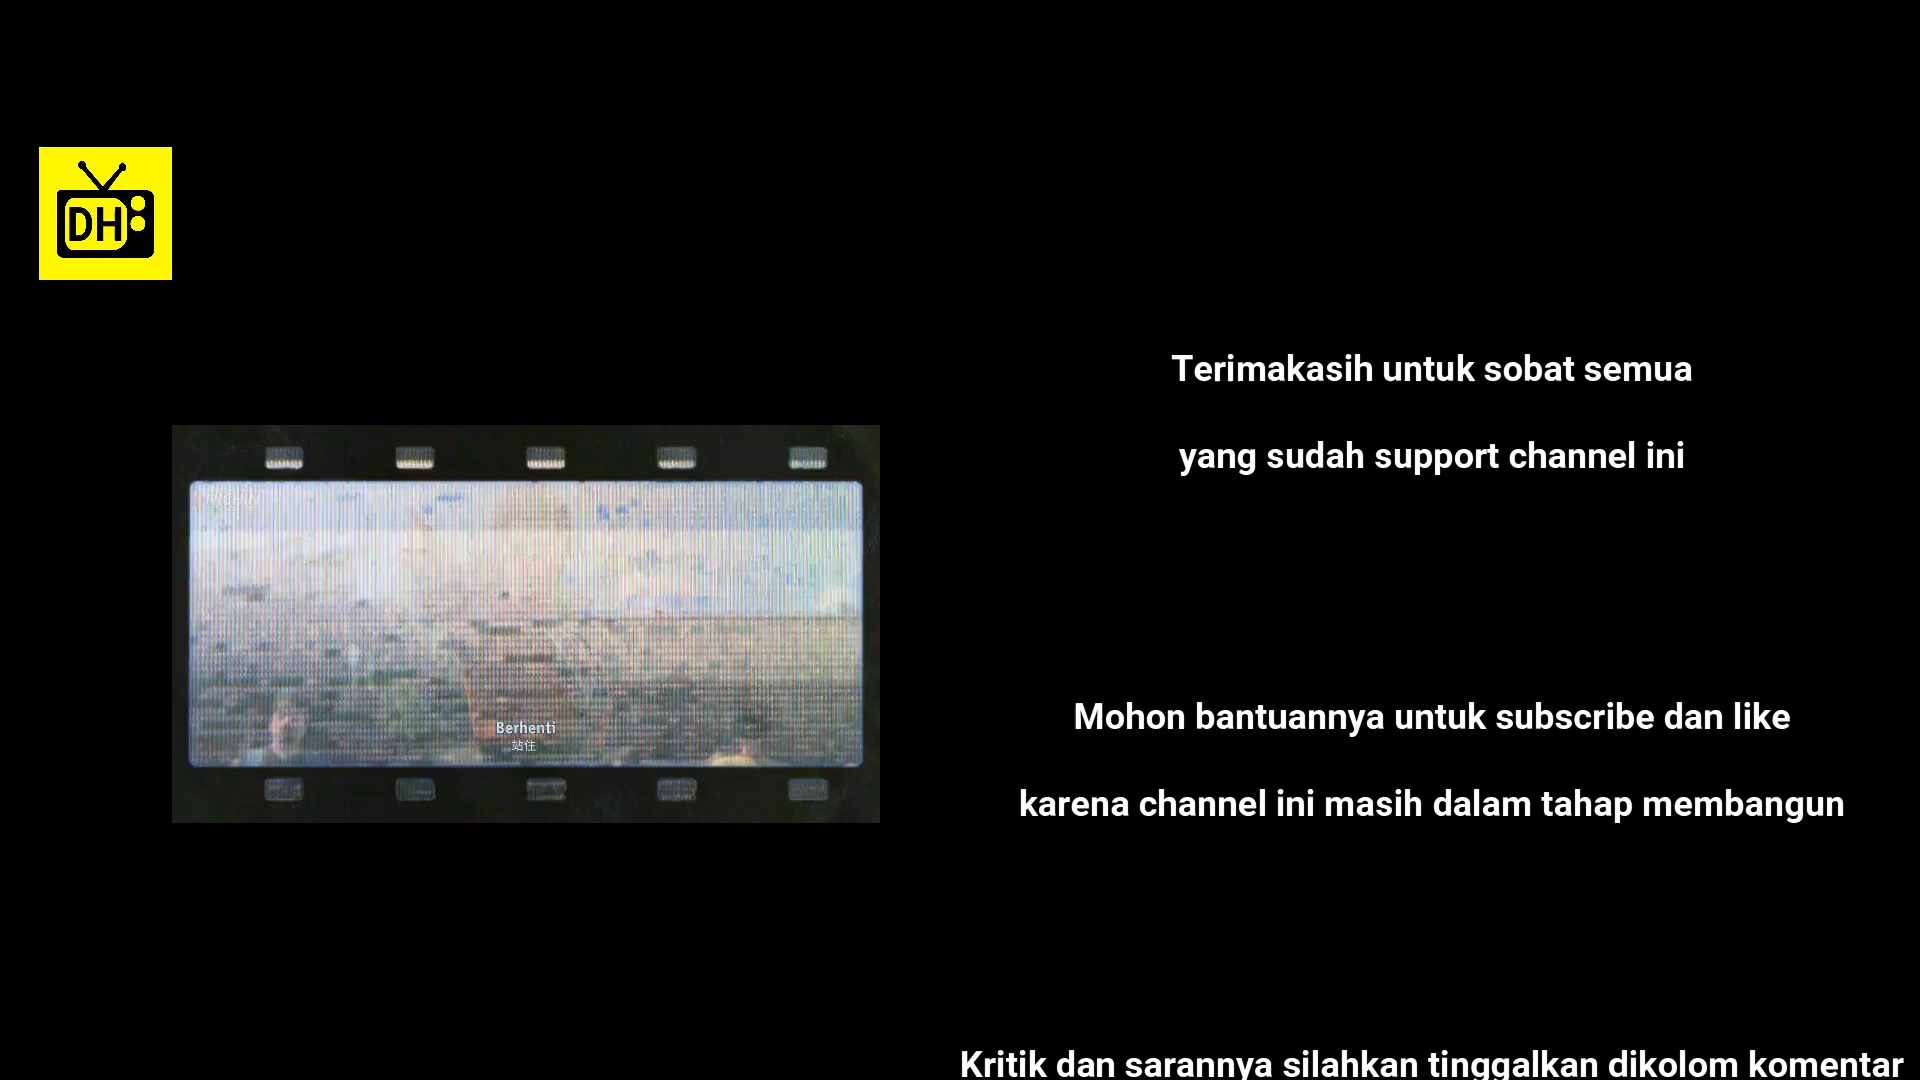 DH
Terimakasih untuk sobat semua
yang sudah support channel ini
Berhenti
站住
Mohon bantuannya untuk subscribe dan like
karena channel ini masih dalam tahap membangun
Kritik dan sarannya silahkan tinggalkan dikolom komentar